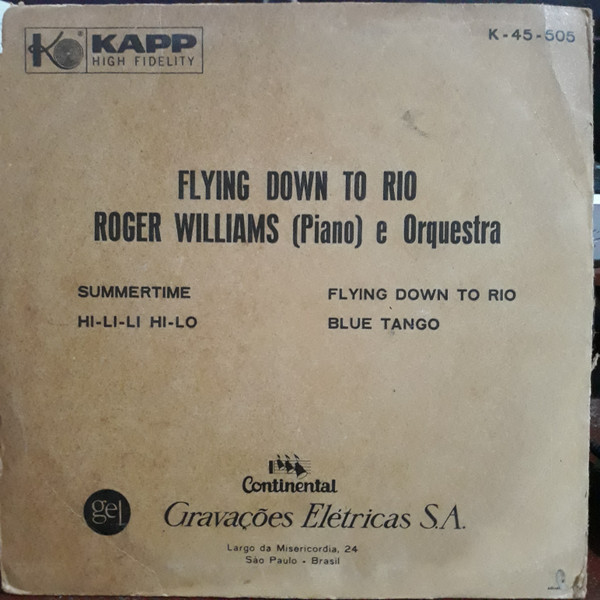 KAPP
HIGH FIDELITY
K-45-505
FLYING DOWN TO RIO
ROGER WILLIAMS (Piano) e Orquestra
SUMMERTIME
HI-LI-LI HI-LO
FLYING DOWN TO RIO
BLUE TANGO
Continental
gel
Gravações Elétricas S.A.
Largo da Misericordia, 24
São Paulo - Brasil